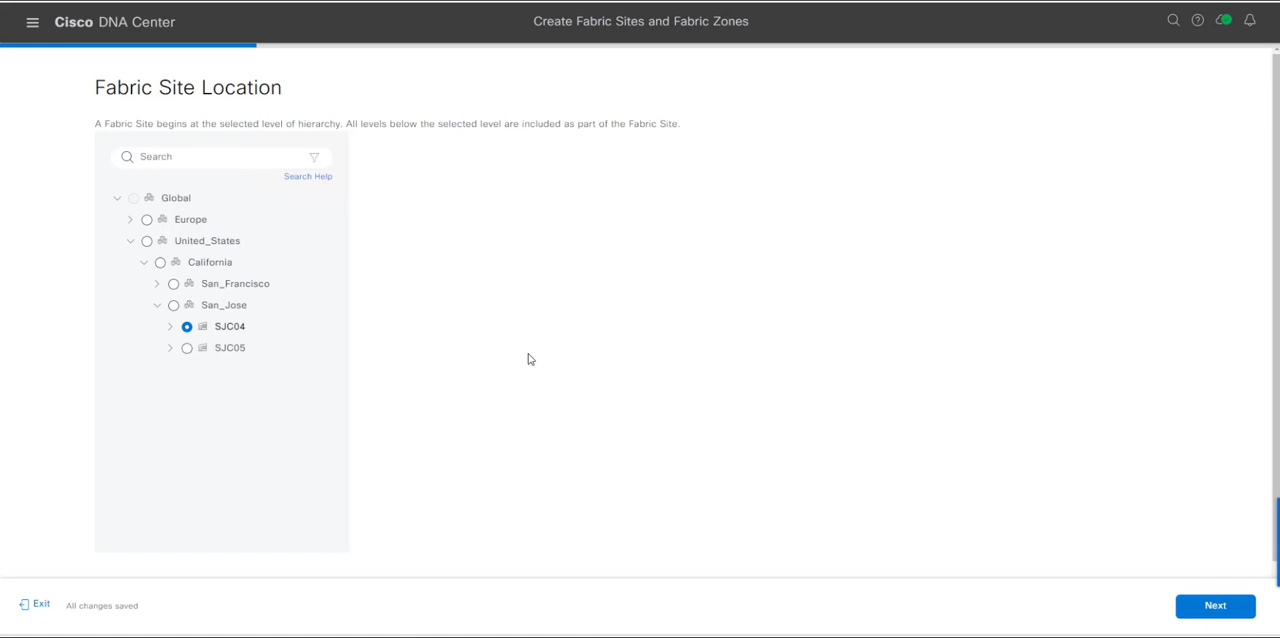 Cisco DNA Center
Create Fabric Sites and Fabric Zones
Fabric Site Location
A Fabric Site begins at the selected level of hierarchy. All levels below the selected level are included as part of the Fabric Site.
Search
Search Help
Global
Europe
United_States
California
San_Francisco
San_Jose
SJC04
SJC05
Exit
All changes saved
Next